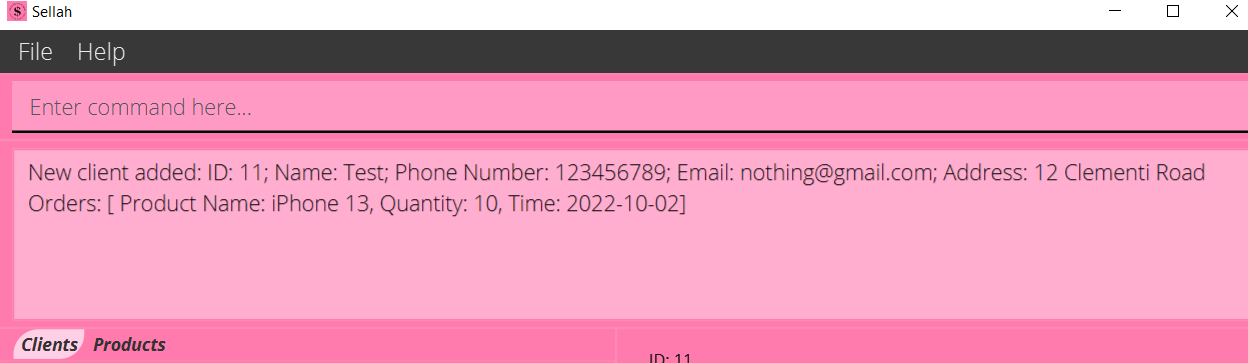 Sellah
File Help
Enter command here...
New client added: ID: 11; Name: Test; Phone Number: 123456789; Email: nothing@gmail.com; Address: 12 Clementi Road
Orders: [ Product Name: iPhone 13, Quantity: 10, Time: 2022-10-02]
Clients Products
ID: 11